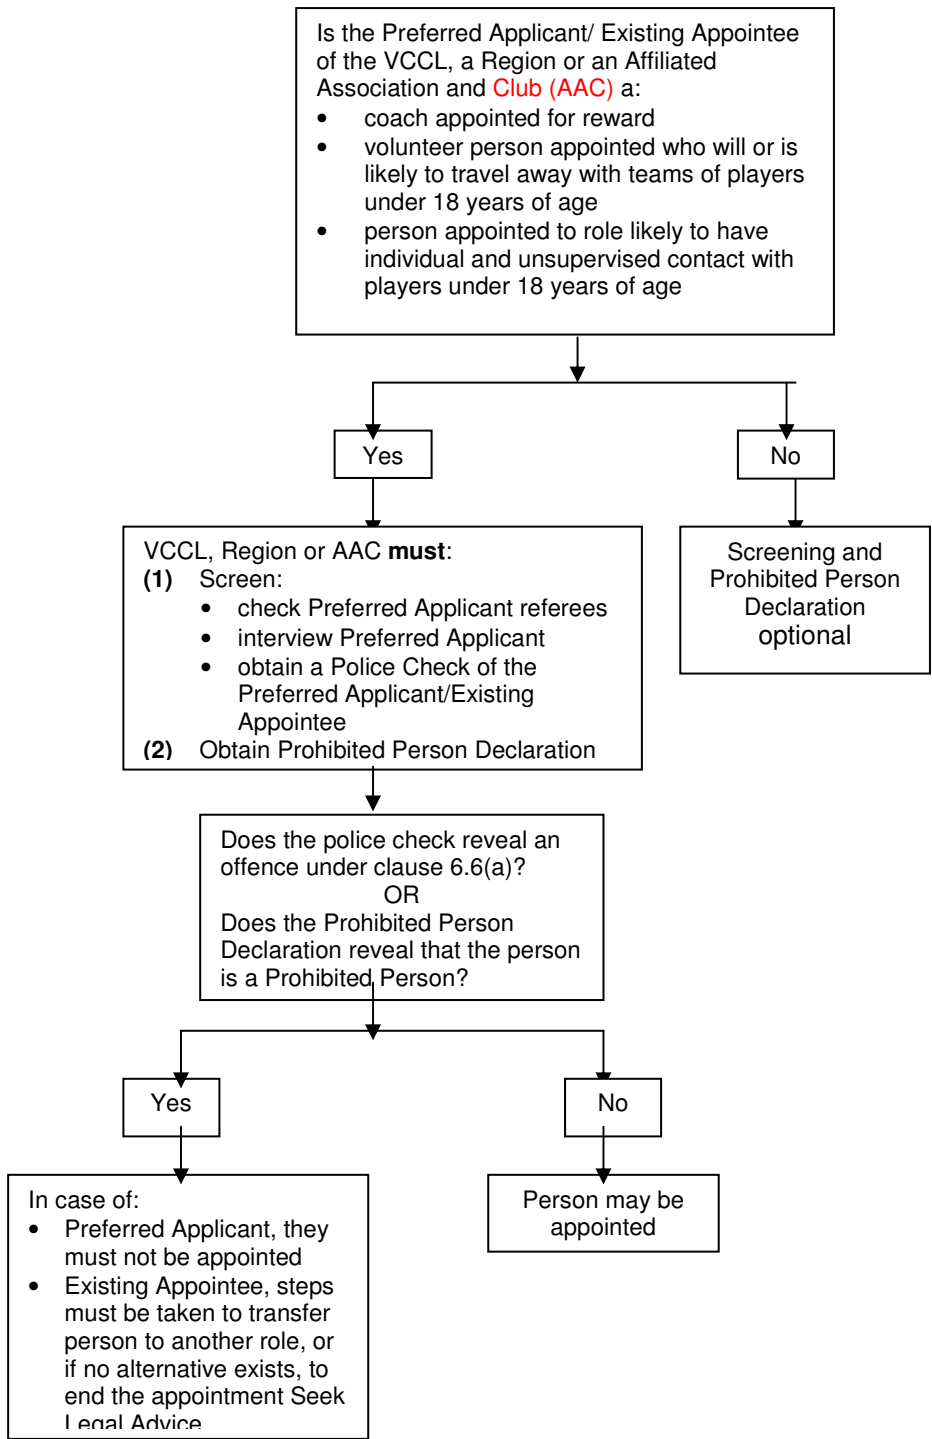 Is the Preferred Applicant/ Existing Appointee
of the VCCL, a Region or an Affiliated
Association and Club (AAC) a:
• coach appointed for reward
• volunteer person appointed who will or is
likely to travel away with teams of players
under 18 years of age
• person appointed to role likely to have
individual and unsupervised contact with
players under 18 years of age
Yes
No
VCCL, Region or AAC must:
(1) Screen:
• check Preferred Applicant referees
• interview Preferred Applicant
• obtain a Police Check of the
Preferred Applicant/Existing
Appointee
(2) Obtain Prohibited Person Declaration
Screening and
Prohibited Person
Declaration
optional
Does the police check reveal an
offence under clause 6.6(a)?
OR
Does the Prohibited Person
Declaration reveal that the person
is a Prohibited Person?
Yes
No
In case of:
• Preferred Applicant, they
must not be appointed
• Existing Appointee, steps
must be taken to transfer
person to another role, or
if no alternative exists, to
end the appointment Seek
Legal Advice
Person may be
appointed